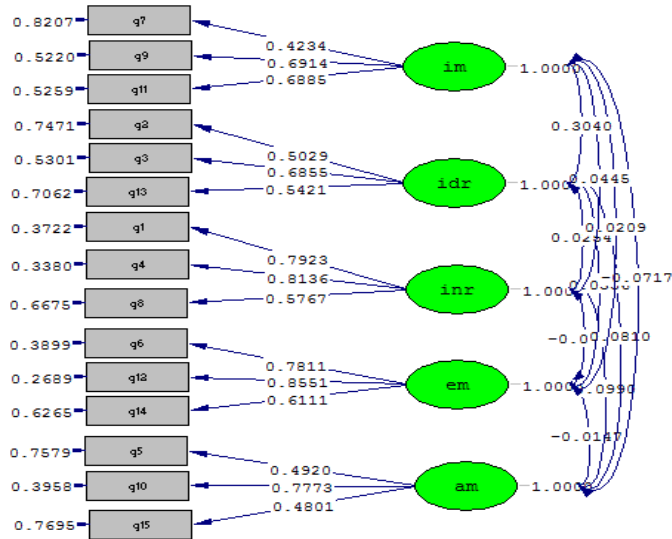 0.8207 q7
0.4234
0.5220 q9
0.6914
im 1.0000
0.5259 q11
0.6885
0.7471 q2
0.3040
0.5301 q3
0.5029
0.6855
idr 1.000
0.0445
0.7062 q13
0.5421
0.0209
0.3722 q1
0.7923
-0.0717
0.3380 q4
0.8136
inr 1.000
0.6675 q8
0.5767
0.3899 q6
0.7811
0.0810
0.2689 q12
0.8551
em 1.000
0.0990
0.6265 q14
0.6111
-0.0147
0.7579 q5
0.4920
0.3958 q10
0.7773
am 1.000
0.7695 q15
0.4801